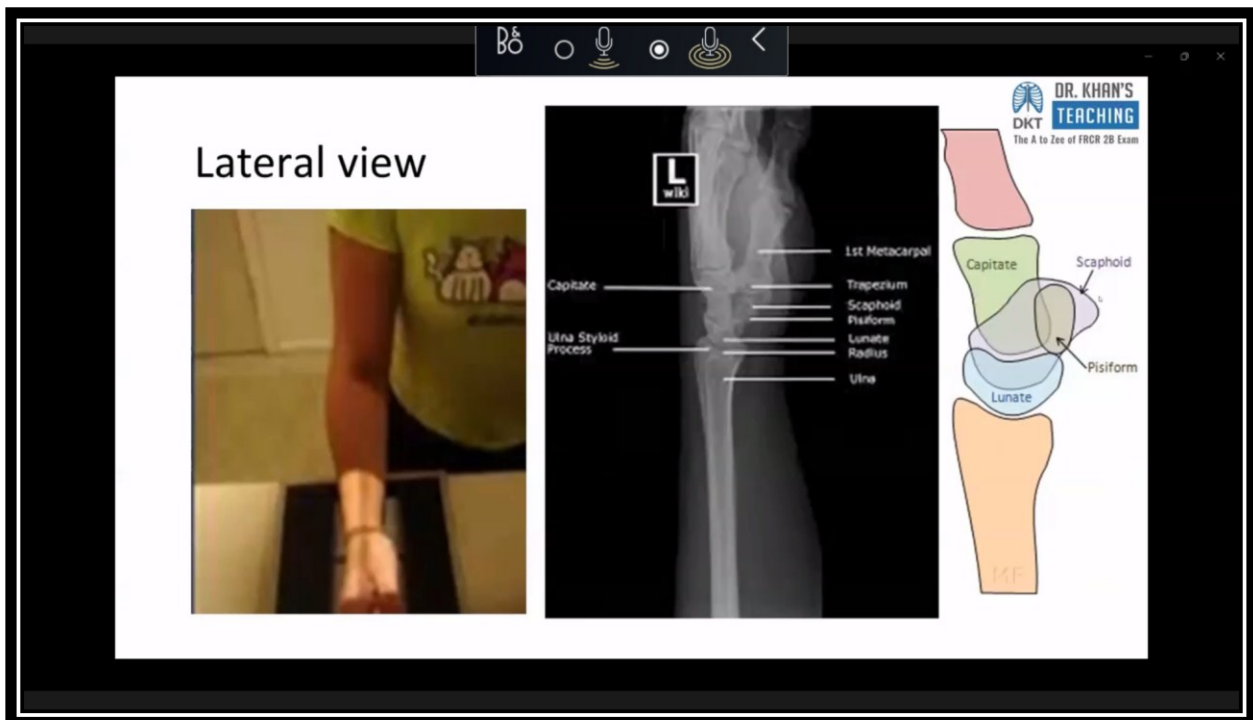 B&O
DR. KHAN'S
TEACHING
DKT
The A to Zee of FRCR 2B Exam
Lateral view
L
wiki
1st Metacarpal
Capitate
Trapezium
Scaphoid
Pisiform
Ulna Styloid
Process
Lunate
Radius
Ulna
Capitate
Scaphoid
Pisiform
Lunate
MF